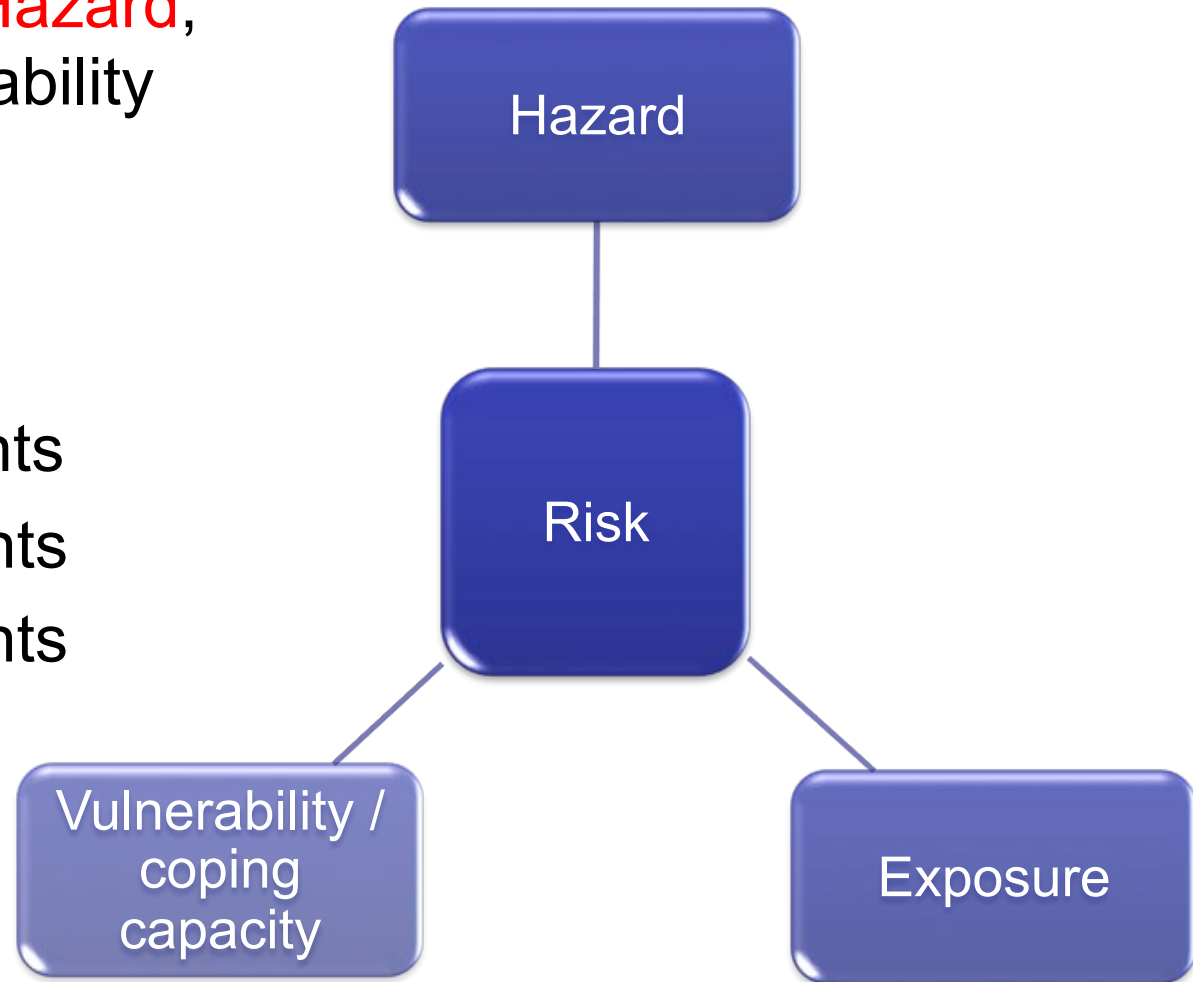 Hazard,
ability
nts
nts
nts
Hazard
Risk
Vulnerability /
coping
capacity
Exposure